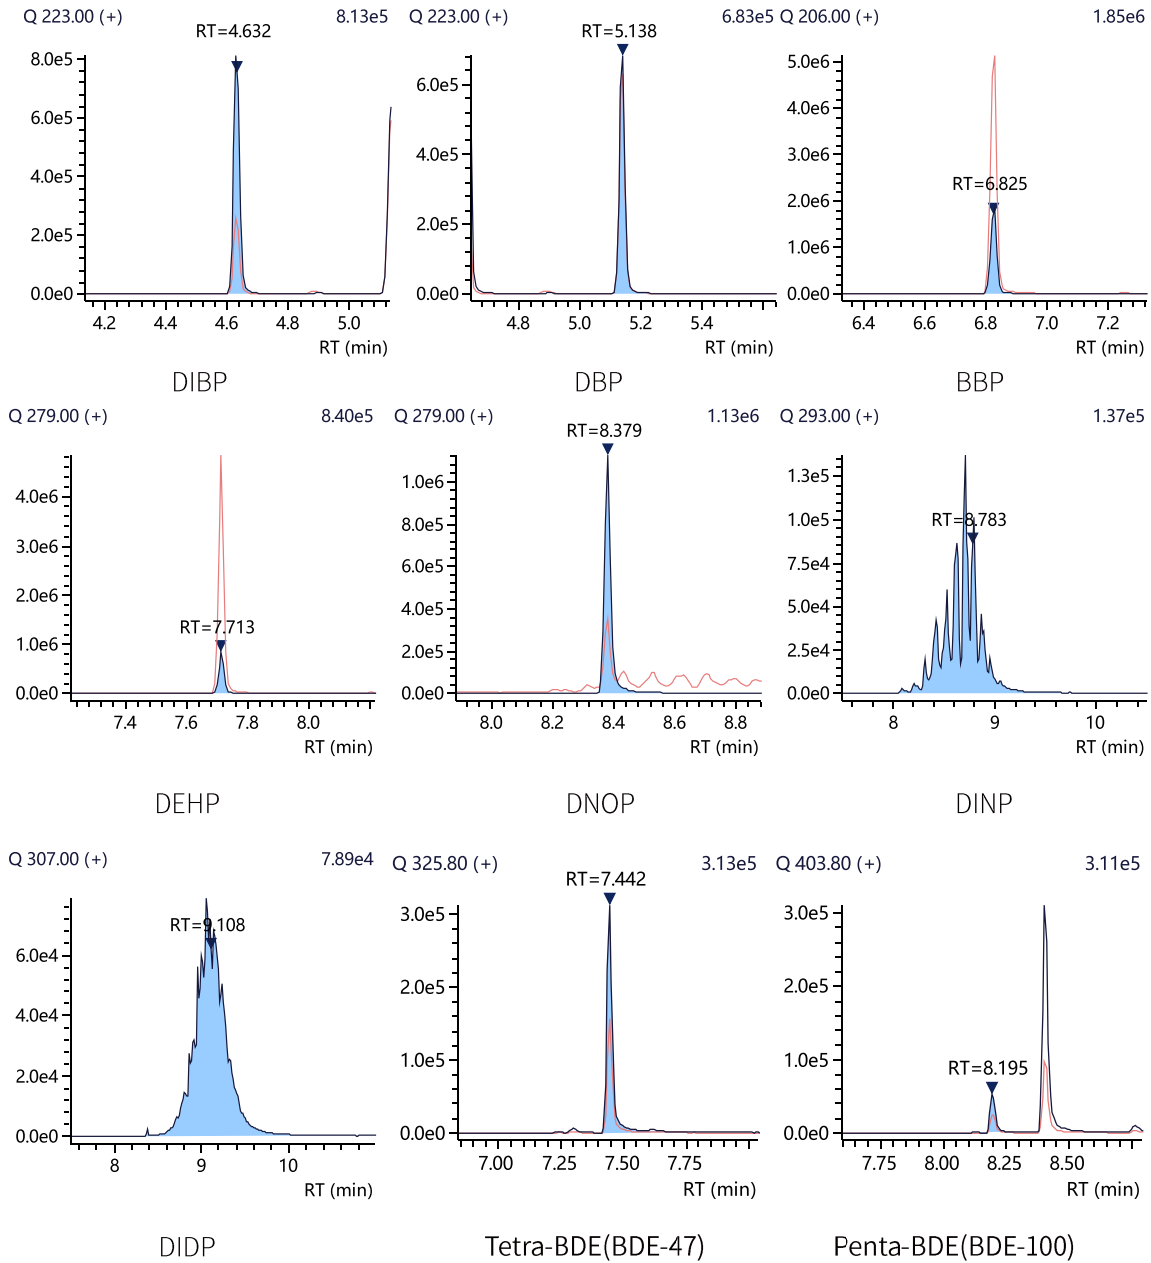 Q 223.00 (+) 8.13e5
RT=4.632
8.0e5
6.0e5
4.0e5
2.0e5
0.0e0
4.2 4.4 4.6 4.8 5.0
RT (min)
DIBP
Q 223.00 (+) 6.83e5
RT=5.138
6.0e5
4.0e5
2.0e5
0.0e0
4.8 5.0 5.2 5.4
RT (min)
DBP
Q 206.00 (+) 1.85e6
5.0e6
4.0e6
3.0e6
RT=6.825
2.0e6
1.0e6
0.0e0
6.4 6.6 6.8 7.0 7.2
RT (min)
BBP
Q 279.00 (+) 8.40e5
4.0e6
3.0e6
2.0e6
RT=7.713
1.0e6
0.0e0
7.4 7.6 7.8 8.0
RT (min)
DEHP
Q 279.00 (+) 1.13e6
RT=8.379
1.0e6
8.0e5
6.0e5
4.0e5
2.0e5
0.0e0
8.0 8.2 8.4 8.6 8.8
RT (min)
DNOP
Q 293.00 (+) 1.37e5
1.3e5
1.0e5
RT=8.783
7.5e4
5.0e4
2.5e4
0.0e0
8 9 10
RT (min)
DINP
Q 307.00 (+) 7.89e4
RT=9.108
6.0e4
4.0e4
2.0e4
0.0e0
8 9 10
RT (min)
DIDP
Q 325.80 (+) 3.13e5
RT=7.442
3.0e5
2.0e5
1.0e5
0.0e0
7.00 7.25 7.50 7.75
RT (min)
Tetra-BDE(BDE-47)
Q 403.80 (+) 3.11e5
3.0e5
2.0e5
RT=8.195
1.0e5
0.0e0
7.75 8.00 8.25 8.50
RT (min)
Penta-BDE(BDE-100)